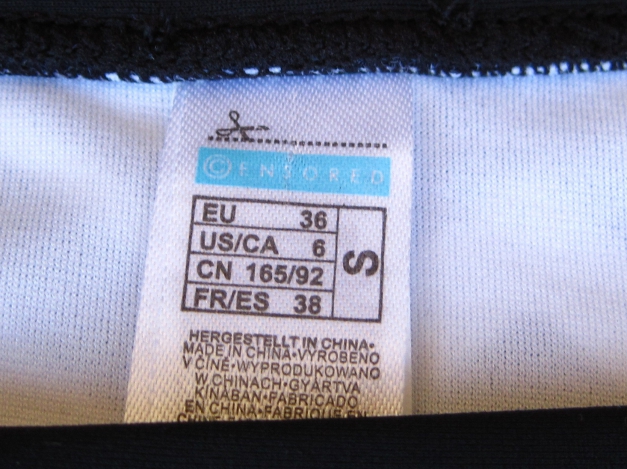 ©ENSORED
EU 36
US/CA 6
CN 165/92
FR/ES 38
S
HERGESTELLT IN CHINA•
MADE IN CHINA•VYROBENO
V ČÍNĚ•WYPRODUKOWANO
W CHINACH•GYÁRTVA
KÍNÁBAN•FABRICADO
EN CHINA•FABRIQUÉ EN